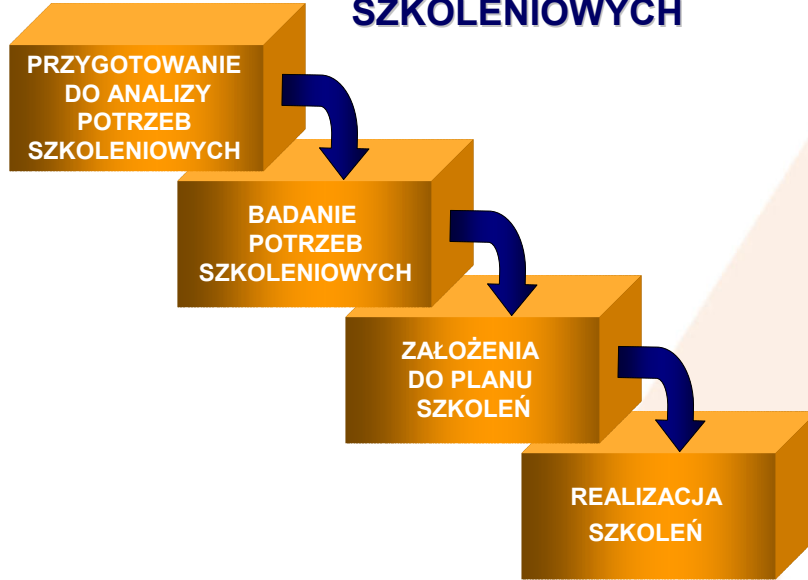 SZKOLENIOWYCH
PRZYGOTOWANIE
DO ANALIZY
POTRZEB
SZKOLENIOWYCH
BADANIE
POTRZEB
SZKOLENIOWYCH
ZAŁOŻENIA
DO PLANU
SZKOLEŃ
REALIZACJA
SZKOLEŃ